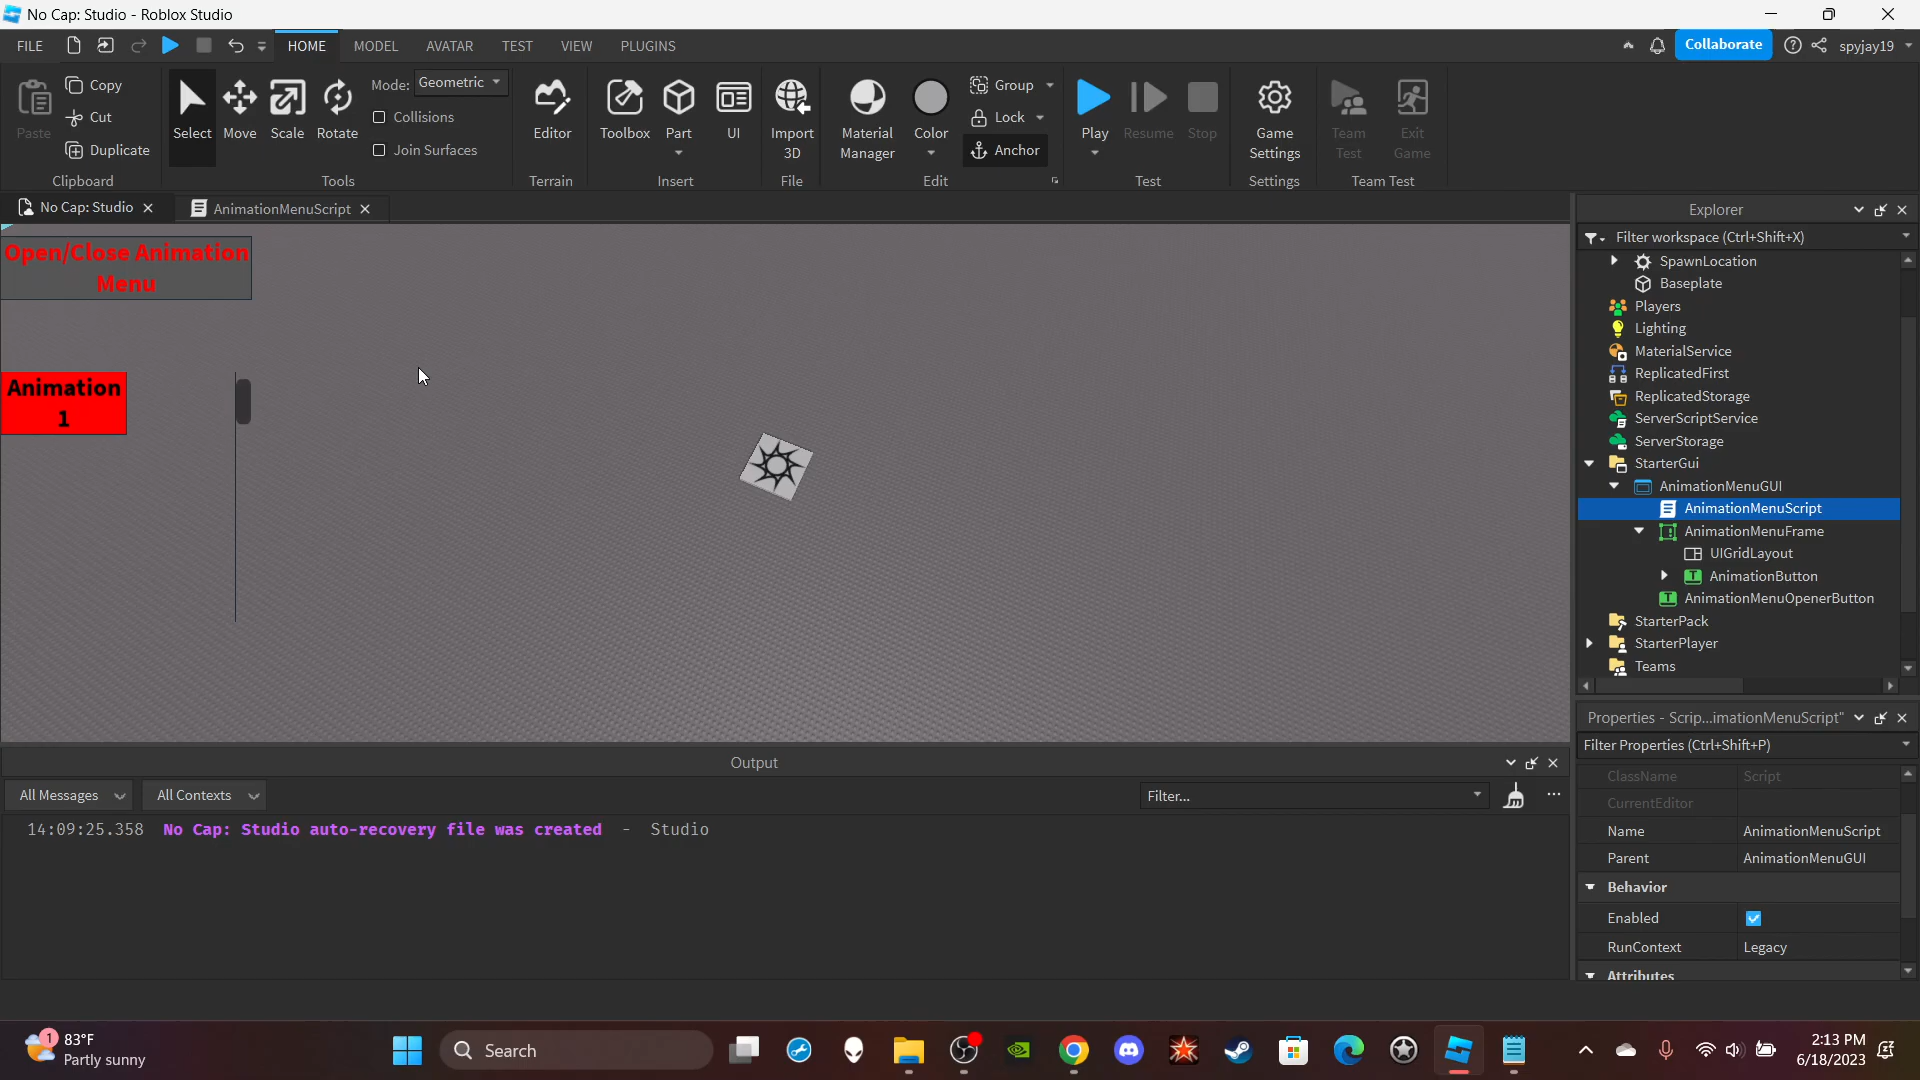 No Cap: Studio - Roblox Studio
FILE HOME MODEL AVATAR TEST VIEW PLUGINS Collaborate spyjay19
Paste Copy Cut Duplicate
Clipboard
Select Move Scale Rotate Mode: Geometric
Collisions
Join Surfaces
Tools
Editor
Terrain
Toolbox Part UI
Insert
Import 3D
File
Material Manager Color Group
Lock
Anchor
Edit
Play Resume Stop
Test
Game Settings
Settings
Team Test Exit Game
Team Test
No Cap: Studio AnimationMenuScript
Open/Close Animation
Menu
Animation
1
Explorer
Filter workspace (Ctrl+Shift+X)
SpawnLocation
Baseplate
Players
Lighting
MaterialService
ReplicatedFirst
ReplicatedStorage
ServerScriptService
ServerStorage
StarterGui
AnimationMenuGUI
AnimationMenuScript
AnimationMenuFrame
UIGridLayout
AnimationButton
AnimationMenuOpenerButton
StarterPack
StarterPlayer
Teams
Properties - Scrip...imationMenuScript"
Filter Properties (Ctrl+Shift+P)
ClassName Script
CurrentEditor
Name AnimationMenuScript
Parent AnimationMenuGUI
Behavior
Enabled
RunContext Legacy
Attributes
Output
All Messages All Contexts Filter...
14:09:25.358 No Cap: Studio auto-recovery file was created - Studio
1
83°F
Partly sunny
Search
2:13 PM
6/18/2023